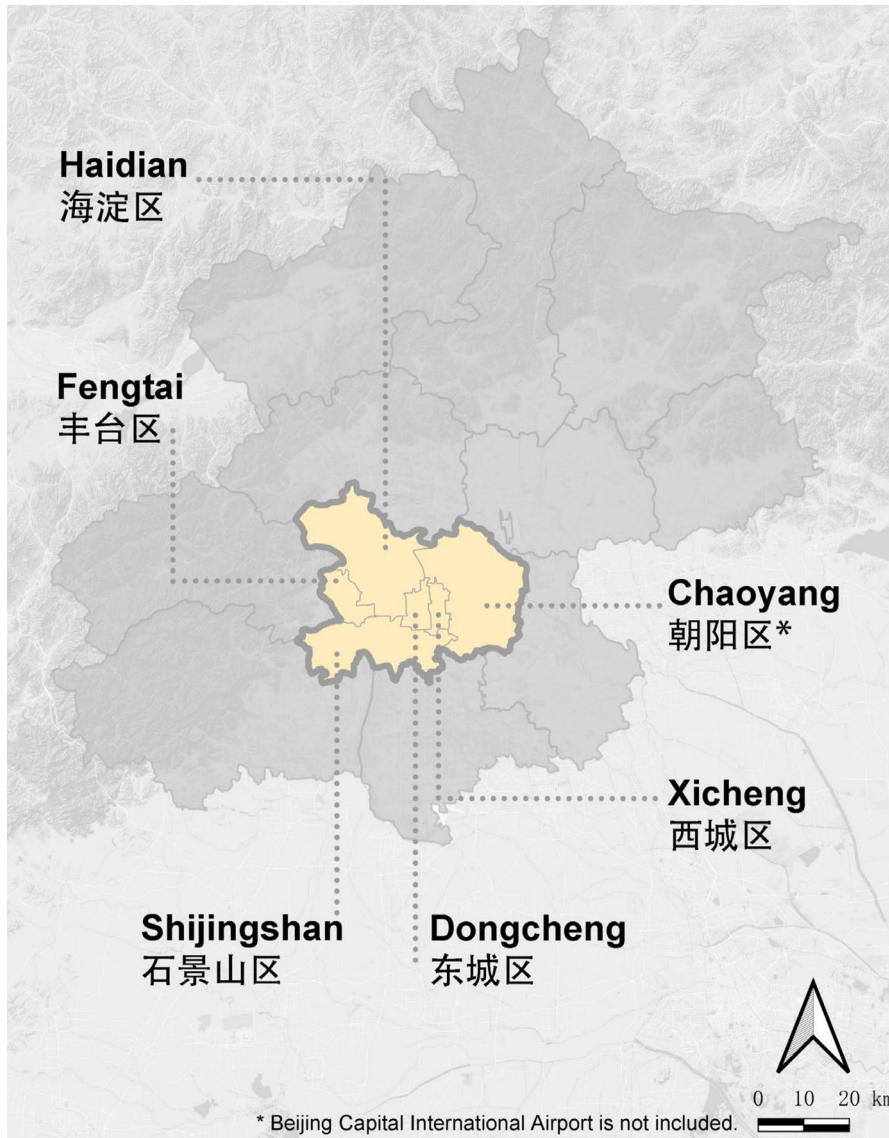 Haidian
海淀区
Fengtai
丰台区
Chaoyang
朝阳区*
Xicheng
西城区
Shijingshan
石景山区
Dongcheng
东城区
0 10 20 km
* Beijing Capital International Airport is not included.